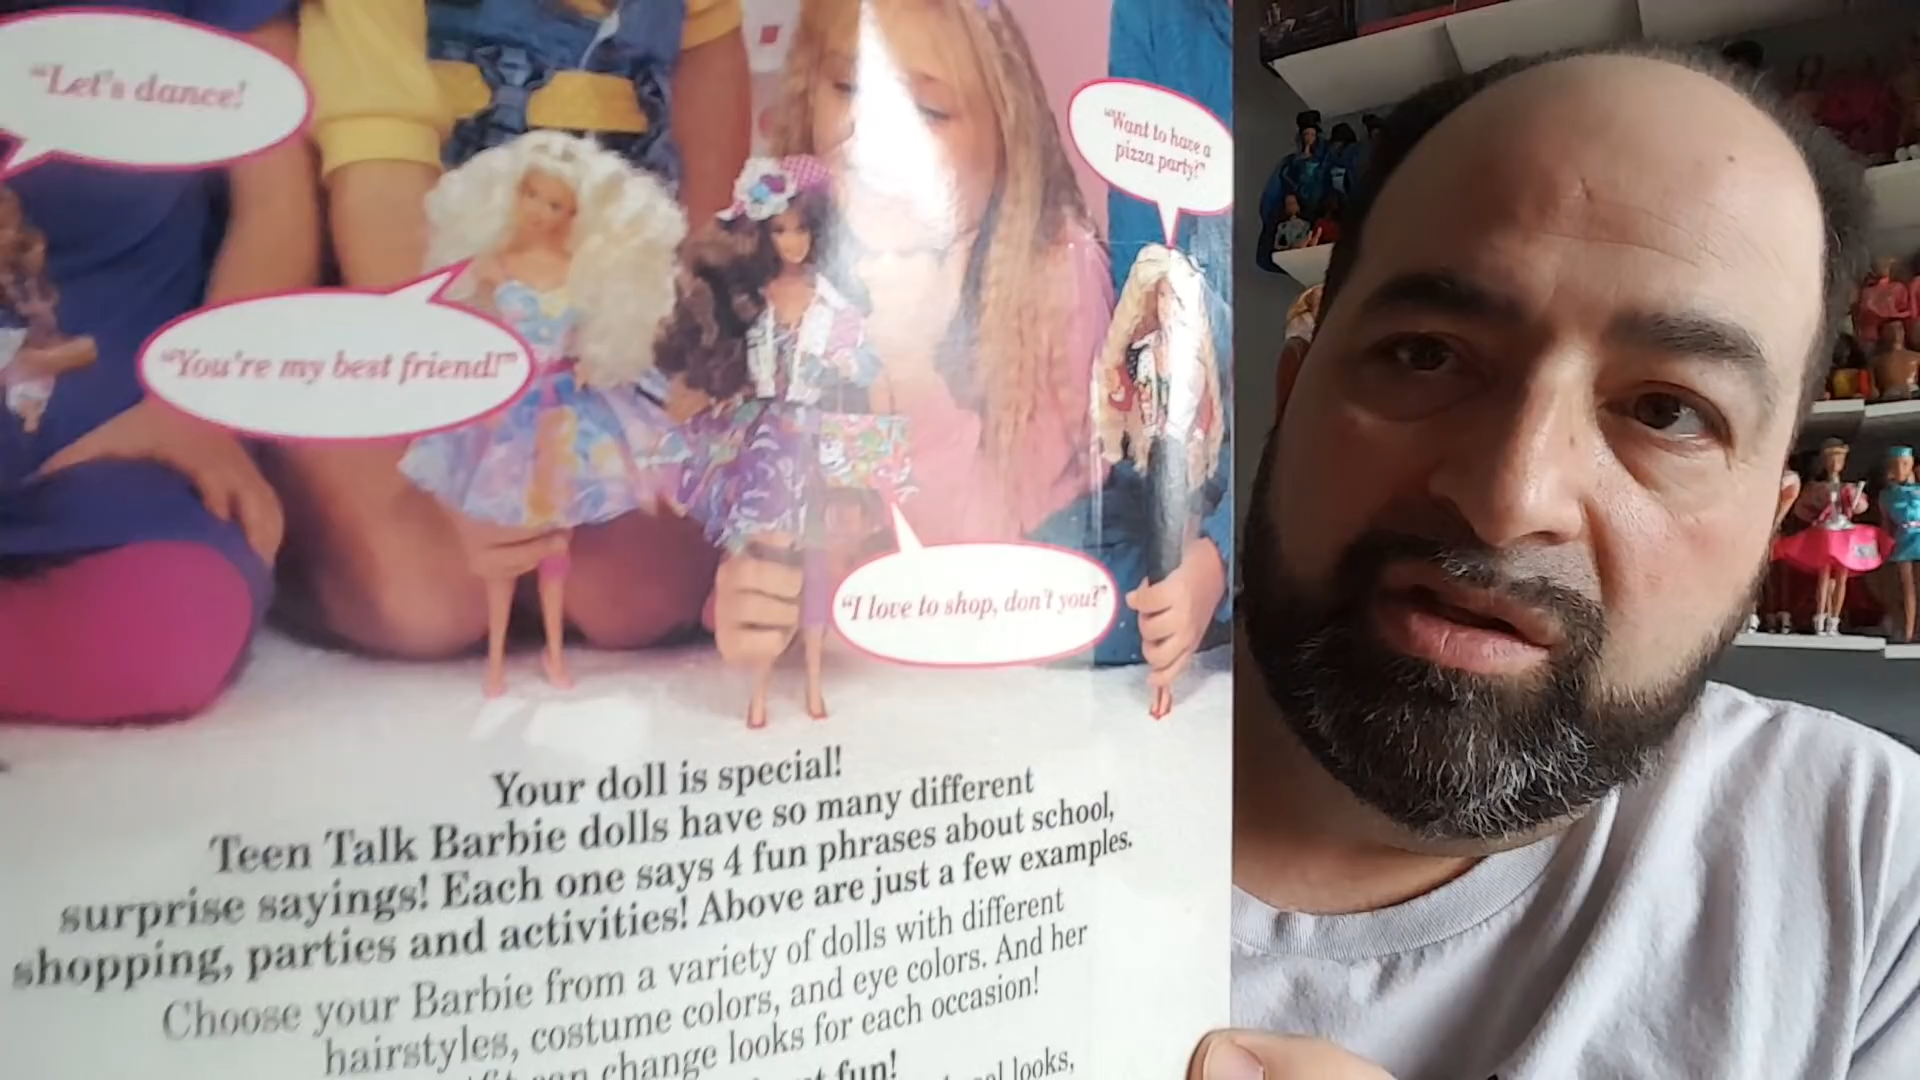 "Let's dance!
"Want to have a
pizza party?"
"You're my best friend!"
"I love to shop, don't you?"
Your doll is special!
Teen Talk Barbie dolls have so many different
surprise sayings! Each one says 4 fun phrases about school,
shopping, parties and activities! Above are just a few examples.
Choose your Barbie from a variety of dolls with different
hairstyles, costume colors, and eye colors. And her
can change looks for each occasion!
fun!
looks,